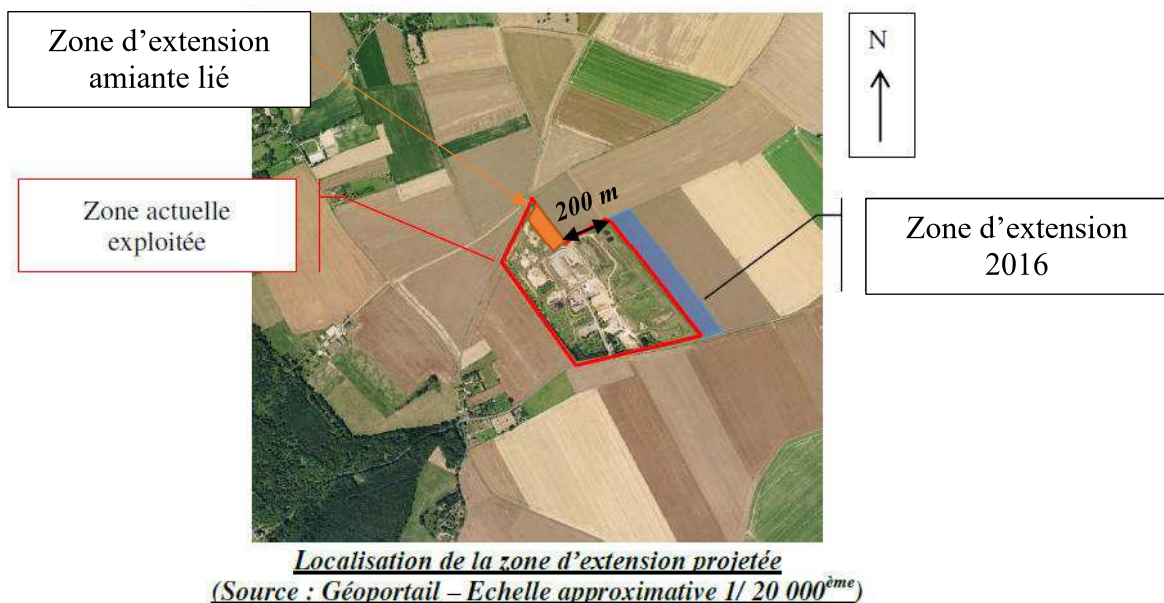 Zone d'extension
amiante lié
N
Zone actuelle
exploitée
200 m
Zone d'extension
2016
Localisation de la zone d'extension projetée
(Source : Géoportail – Echelle approximative 1/ 20 000ème)